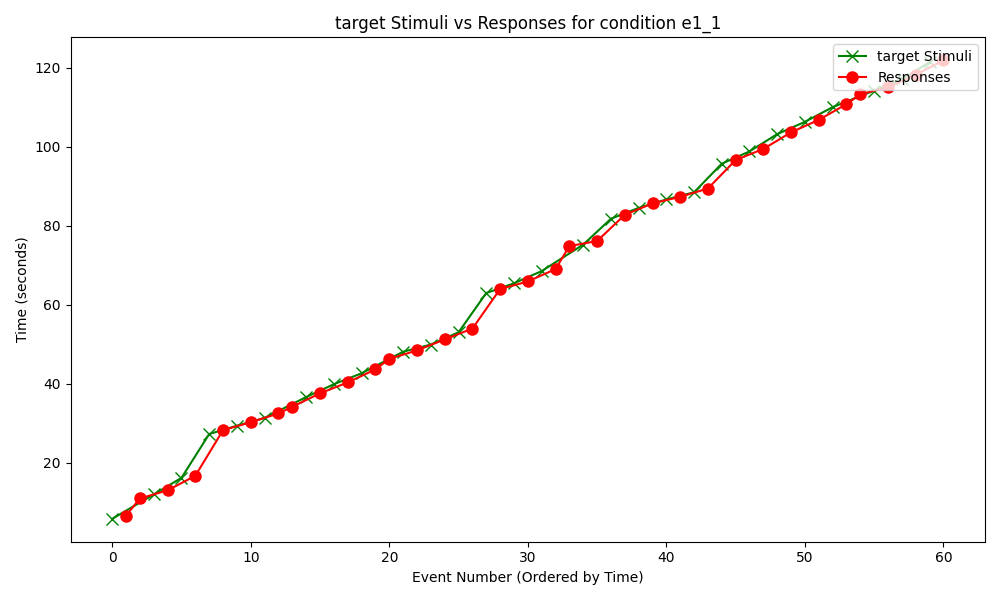 target Stimuli vs Responses for condition e1_1
target Stimuli
Responses
120
100
80
60
40
20
Time (seconds)
0 10 20 30 40 50 60
Event Number (Ordered by Time)